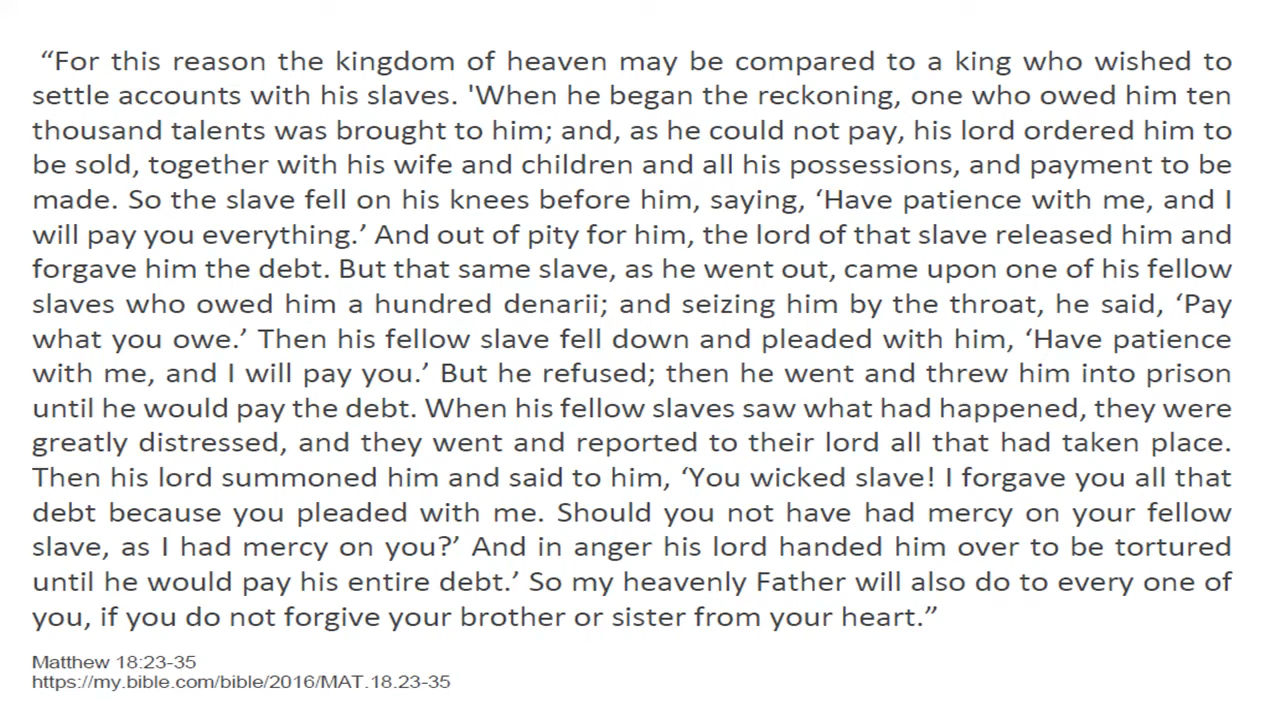 “For this reason the kingdom of heaven may be compared to a king who wished to
settle accounts with his slaves. 'When he began the reckoning, one who owed him ten
thousand talents was brought to him; and, as he could not pay, his lord ordered him to
be sold, together with his wife and children and all his possessions, and payment to be
made. So the slave fell on his knees before him, saying, ‘Have patience with me, and I
will pay you everything.’ And out of pity for him, the lord of that slave released him and
forgave him the debt. But that same slave, as he went out, came upon one of his fellow
slaves who owed him a hundred denarii; and seizing him by the throat, he said, ‘Pay
what you owe.’ Then his fellow slave fell down and pleaded with him, ‘Have patience
with me, and I will pay you.’ But he refused; then he went and threw him into prison
until he would pay the debt. When his fellow slaves saw what had happened, they were
greatly distressed, and they went and reported to their lord all that had taken place.
Then his lord summoned him and said to him, ‘You wicked slave! I forgave you all that
debt because you pleaded with me. Should you not have had mercy on your fellow
slave, as I had mercy on you?’ And in anger his lord handed him over to be tortured
until he would pay his entire debt.’ So my heavenly Father will also do to every one of
you, if you do not forgive your brother or sister from your heart.”
Matthew 18:23-35
https://my.bible.com/bible/2016/MAT.18.23-35